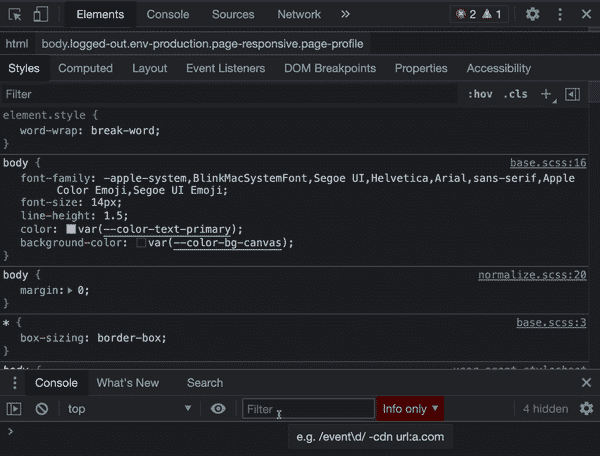 Elements Console Sources Network » 2 1
html body.logged-out.env-production.page-responsive.page-profile
Styles Computed Layout Event Listeners DOM Breakpoints Properties Accessibility
Filter :hov .cls +
element.style {
word-wrap: break-word;
}
body { base.scss:16
font-family: -apple-system,BlinkMacSystemFont,Segoe UI,Helvetica,Arial,sans-serif,Apple
Color Emoji,Segoe UI Emoji;
font-size: 14px;
line-height: 1.5;
color: var(--color-text-primary);
background-color: var(--color-bg-canvas);
}
body { normalize.scss:20
margin: 0;
}
* { base.scss:3
box-sizing: border-box;
}
body { user agent stylesheet
Console What's New Search
top Filter Info only 4 hidden
e.g. /event\d/ -cdn url:a.com
>